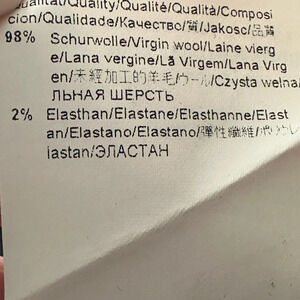 Qualität/Quality/Qualité/Qualità/Composi
cion/Qualidade/Качество/質/Jakość/品質
98% Schurwolle/Virgin wool/Laine vierg
e/Lana vergine/Lã Virgem/Lana Virg
en/未經加工的羊毛/ウール/Czysta wełna/
ЛЬНАЯ ШЕРСТЬ
2% Elasthan/Elastane/Elasthanne/Elast
an/Elastano/Elastano/彈性纖維/
iastan/ЭЛАСТАН